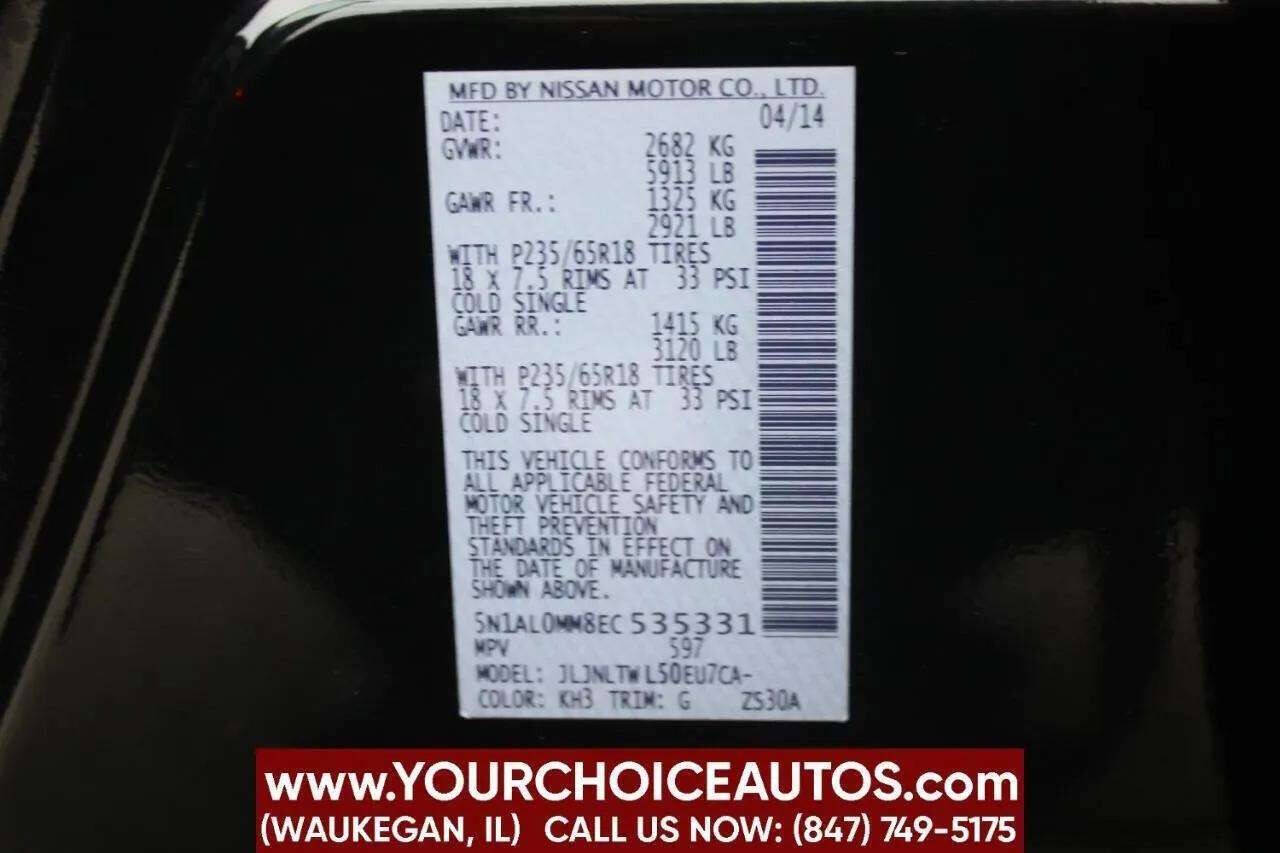 MFD BY NISSAN MOTOR CO., LTD.
DATE: 04/14
GVWR: 2682 KG
5913 LB
GAWR FR.: 1325 KG
2921 LB
WITH P235/65R18 TIRES
18 X 7.5 RIMS AT 33 PSI
COLD SINGLE
GAWR RR.: 1415 KG
3120 LB
WITH P235/65R18 TIRES
18 X 7.5 RIMS AT 33 PSI
COLD SINGLE
THIS VEHICLE CONFORMS TO
ALL APPLICABLE FEDERAL
MOTOR VEHICLE SAFETY AND
THEFT PREVENTION
STANDARDS IN EFFECT ON
THE DATE OF MANUFACTURE
SHOWN ABOVE.
5N1AL0MM8EC 535331
MPV 597
MODEL: JLJNLTW L50EU7CA-
COLOR: KH3 TRIM: G ZS30A
www.YOURCHOICEAUTOS.com
(WAUKEGAN, IL) CALL US NOW: (847) 749-5175